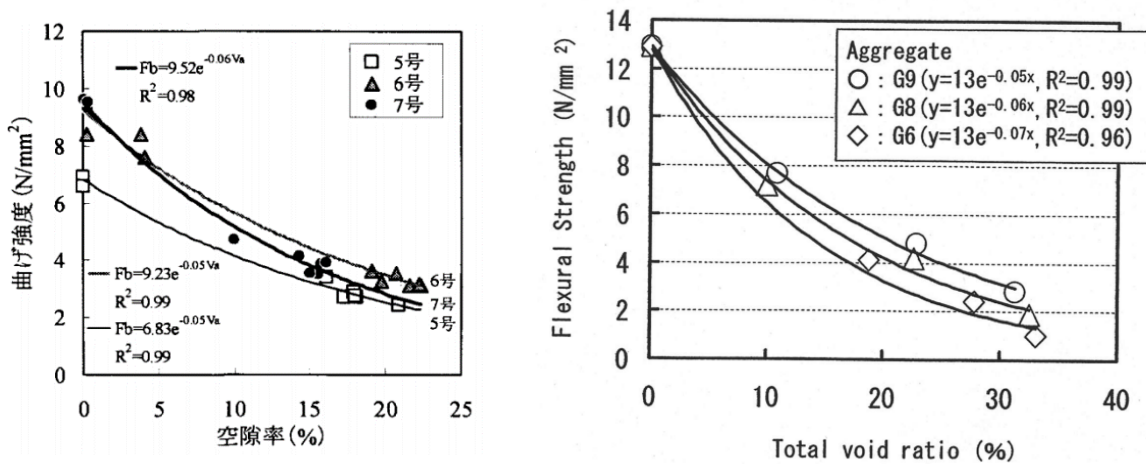 12
10
8
6
4
2
0
曲げ強度 (N/mm²)
Fb=9.52e^-0.06Va
R²=0.98
5号
6号
7号
Fb=9.23e^-0.05Va
R²=0.99
Fb=6.83e^-0.05Va
R²=0.99
6号
7号
5号
0 5 10 15 20 25
空隙率(%)
14
12
10
8
6
4
2
0
Flexural Strength (N/mm²)
Aggregate
: G9(y=13e^-0.05x, R²=0.99)
: G8(y=13e^-0.06x, R²=0.99)
: G6(y=13e^-0.07x, R²=0.96)
0 10 20 30 40
Total void ratio (%)